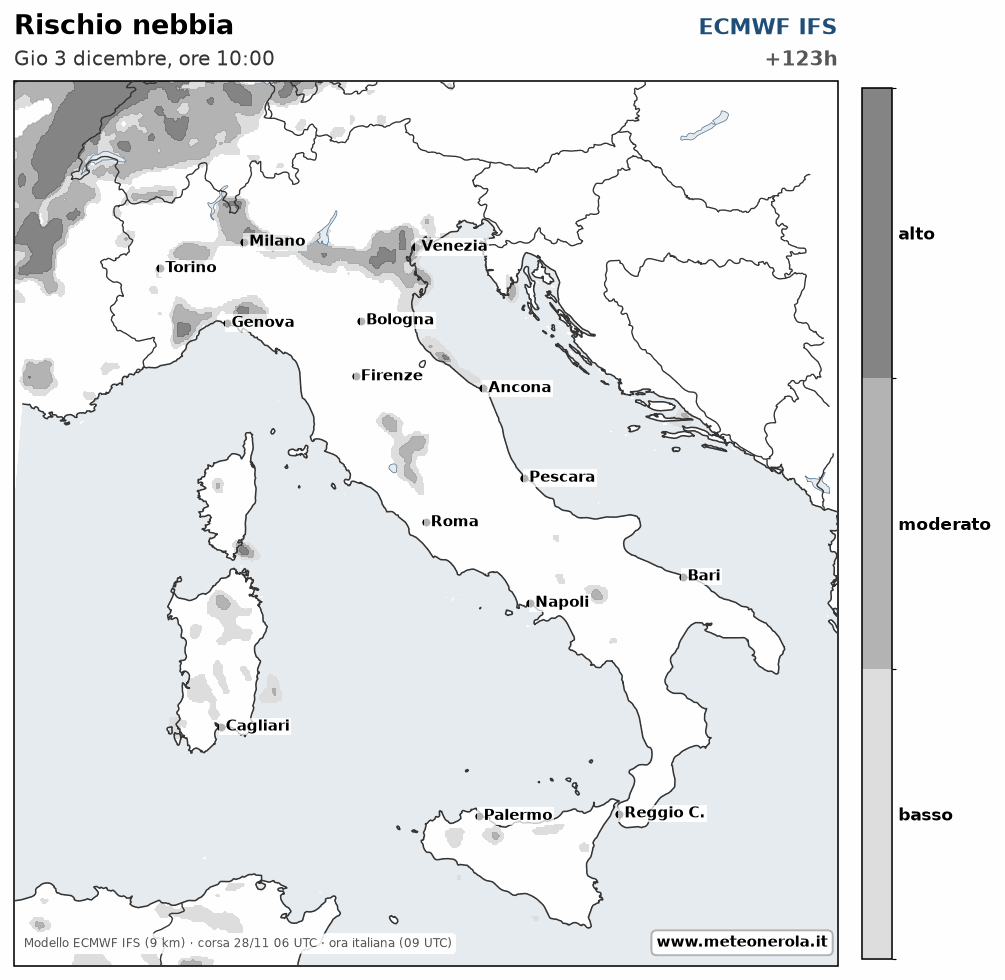 Rischio nebbia
ECMWF IFS
Gio 3 dicembre, ore 10:00
+123h
alto
moderato
basso
Milano
Venezia
Torino
Genova
Bologna
Firenze
Ancona
Pescara
Roma
Bari
Napoli
Cagliari
Palermo
Reggio C.
Modello ECMWF IFS (9 km) · corsa 28/11 06 UTC · ora italiana (09 UTC)
www.meteonerola.it